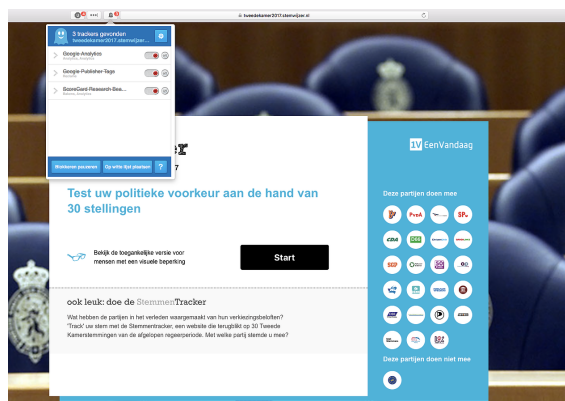 tweedekamer2017.stemwijzer.nl
3 trackers gevonden
tweedekamer2017.stemwijzer...
Google Analytics
Google Publisher Tags
ScoreCard Research Bea...
Blokkeren pauzeren
Op witte lijst plaatsen
?
er
7
1V EenVandaag
Test uw politieke voorkeur aan de hand van
30 stellingen
Bekijk de toegankelijke versie voor
mensen met een visuele beperking
Start
ook leuk: doe de StemmenTracker
Wat hebben de partijen in het verleden waargemaakt van hun verkiezingsbeloften?
'Track' uw stem met de Stemmentracker, een website die terugblikt op 30 Tweede
Kamerstemmingen van de afgelopen regeerperiode. Met welke partij stemde u mee?
Deze partijen doen mee
PvdA
SP
CDA
D66
SGP
Deze partijen doen niet mee